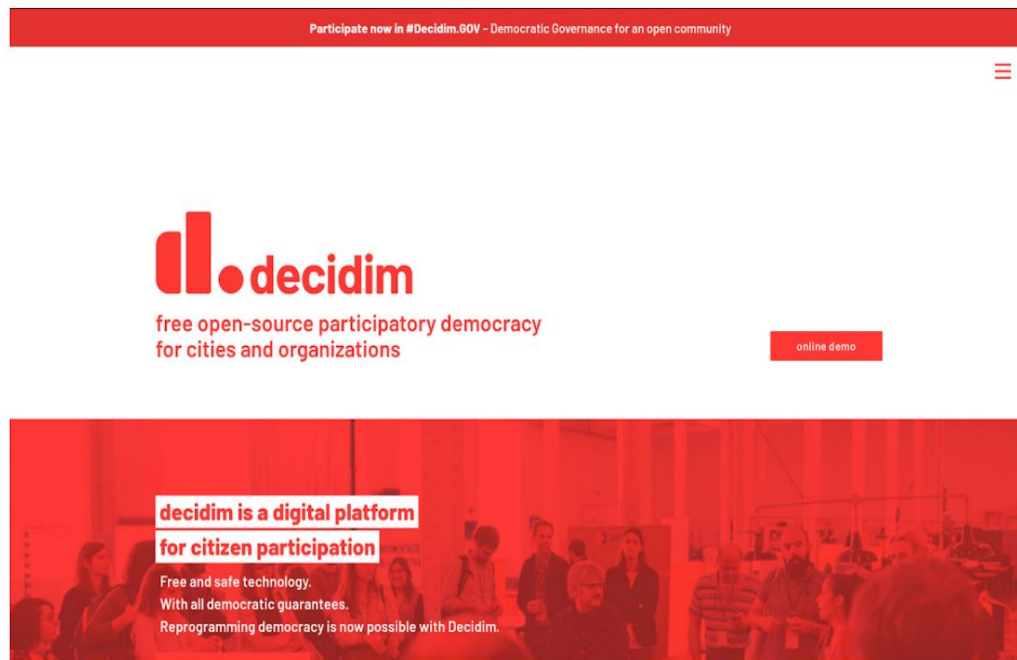 Participate now in #Decidim.GOV – Democratic Governance for an open community
decidim
free open-source participatory democracy
for cities and organizations
online demo
decidim is a digital platform
for citizen participation
Free and safe technology.
With all democratic guarantees.
Reprogramming democracy is now possible with Decidim.